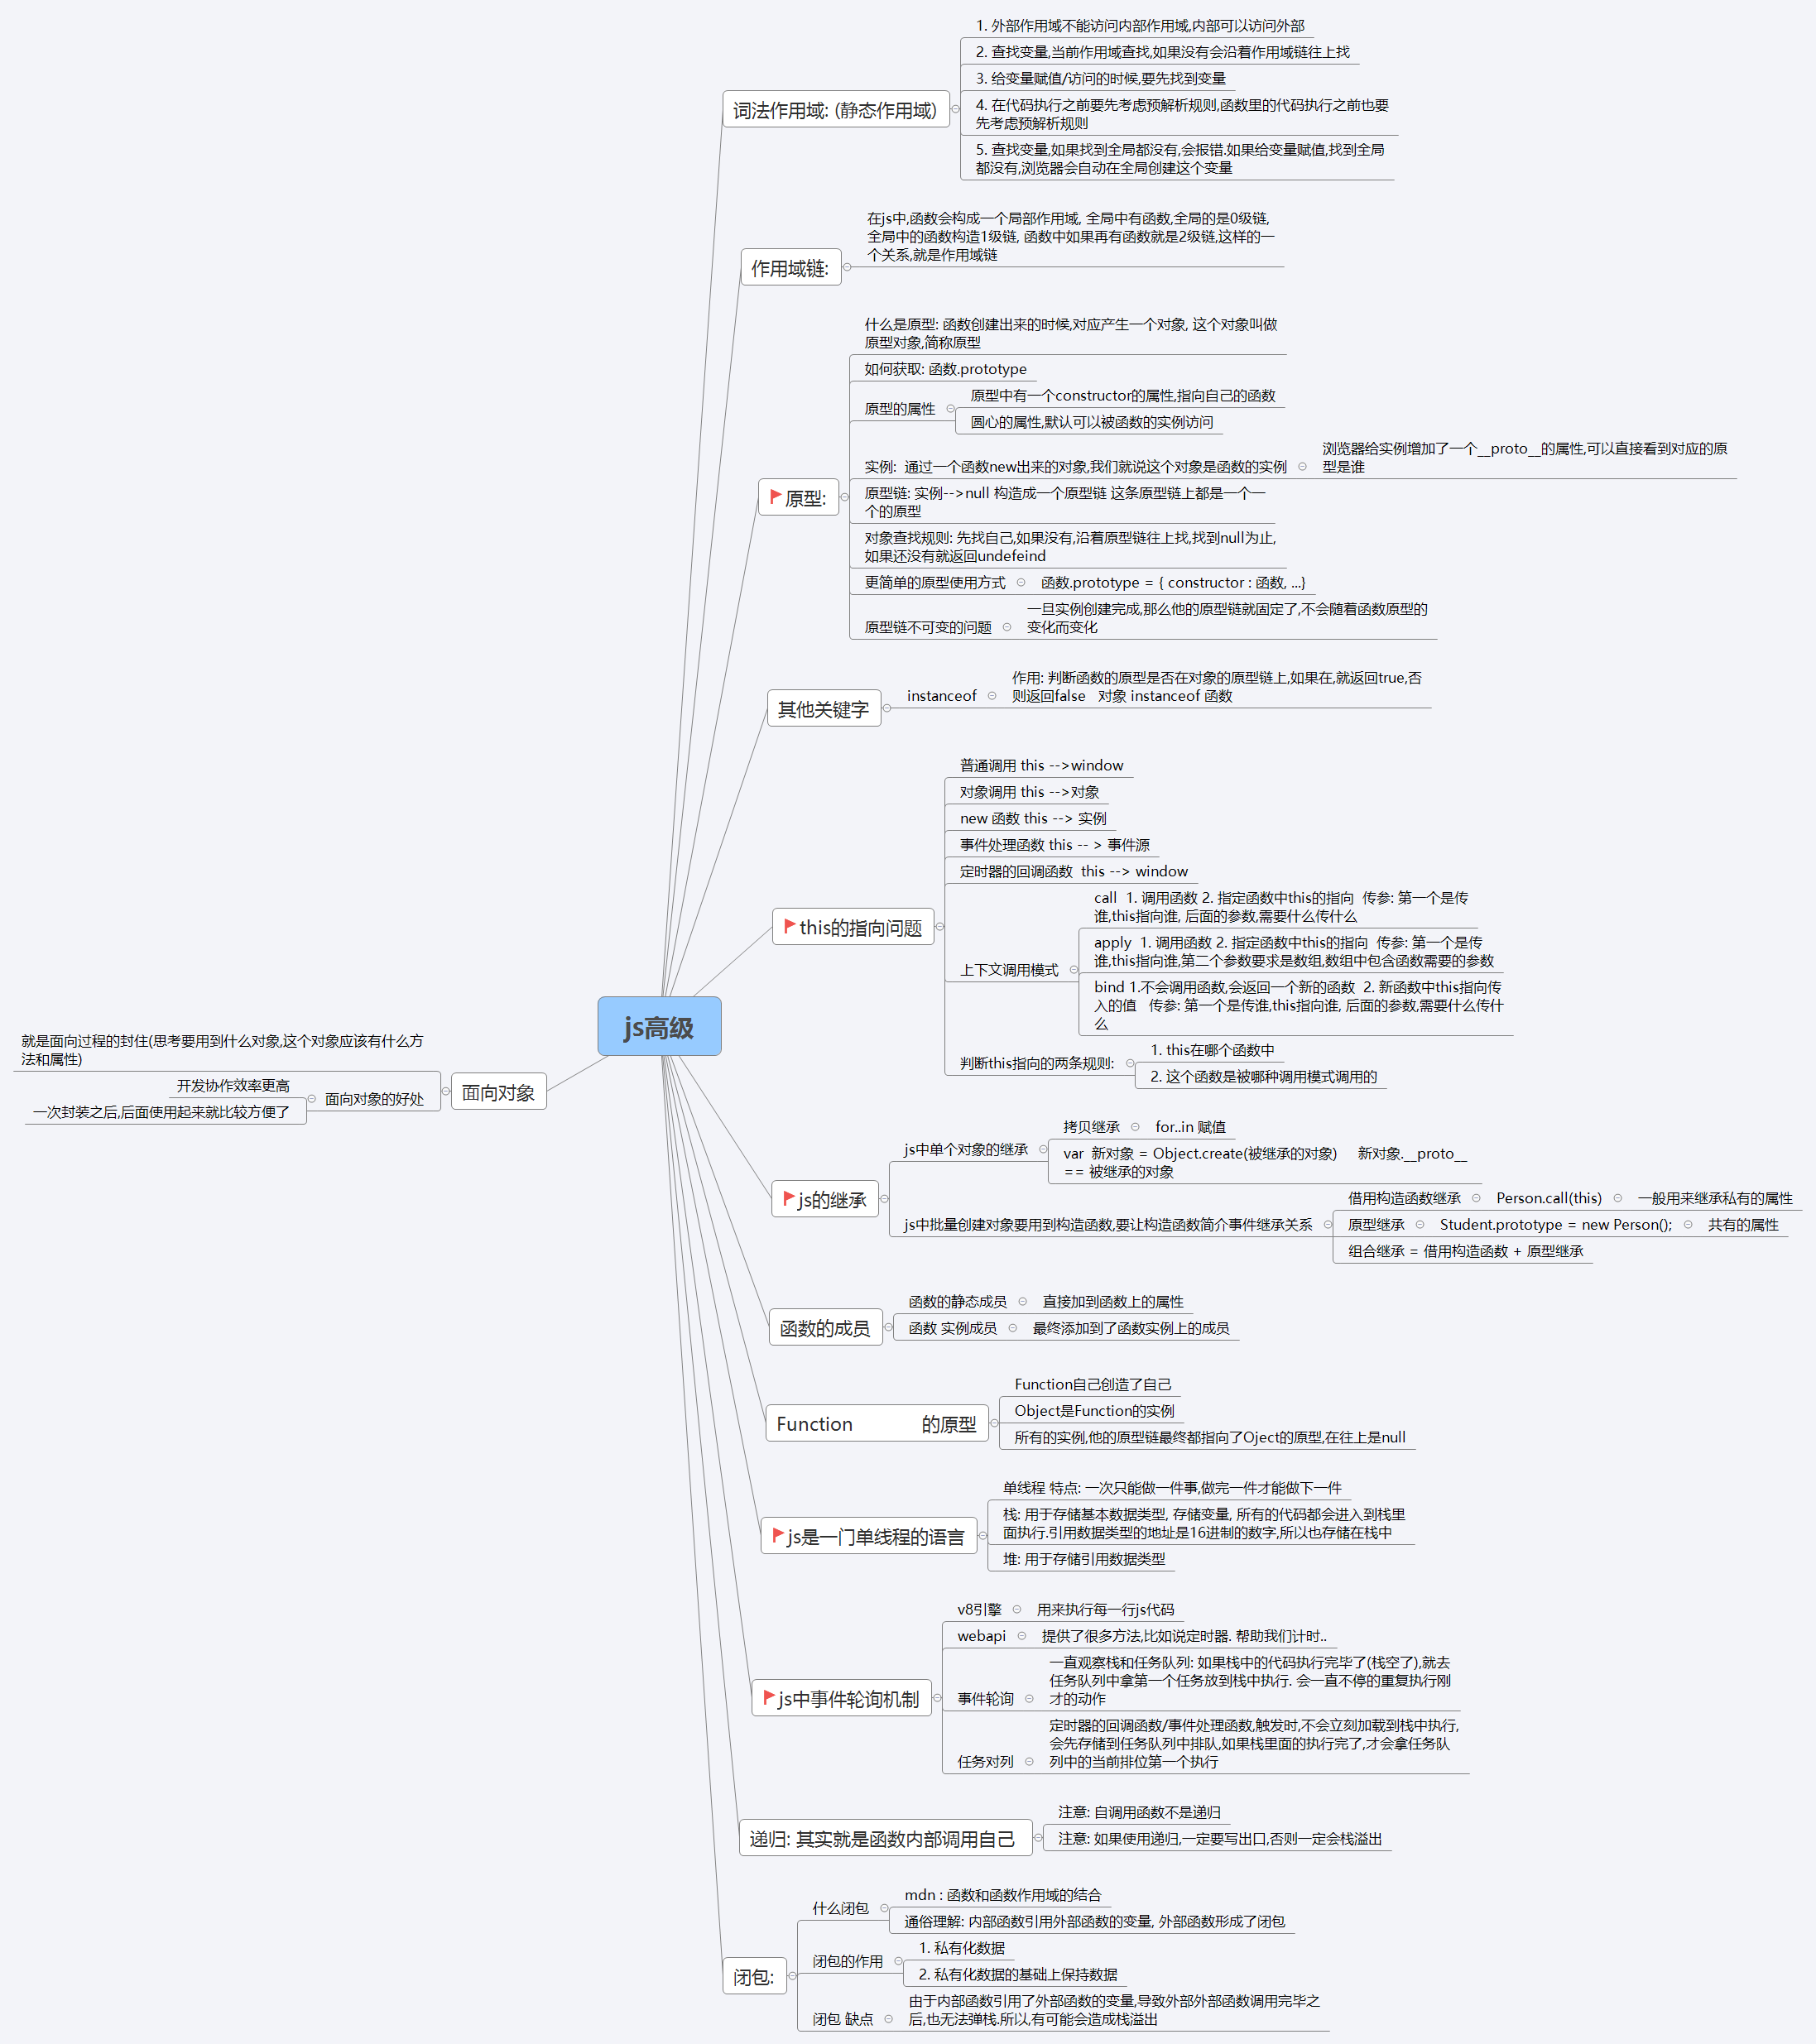 词法作用域: (静态作用域)
1. 外部作用域不能访问内部作用域,内部可以访问外部
2. 查找变量,当前作用域查找,如果没有会沿着作用域链往上找
3. 给变量赋值/访问的时候,要先找到变量
4. 在代码执行之前要先考虑预解析规则,函数里的代码执行之前也要
先考虑预解析规则
5. 查找变量,如果找到全局都没有,会报错.如果给变量赋值,找到全局
都没有,浏览器会自动在全局创建这个变量
作用域链:
在js中,函数会构成一个局部作用域, 全局中有函数,全局的是0级链,
全局中的函数构造1级链, 函数中如果再有函数就是2级链,这样的一
个关系,就是作用域链
原型:
什么是原型: 函数创建出来的时候,对应产生一个对象, 这个对象叫做
原型对象,简称原型
如何获取: 函数.prototype
原型的属性
原型中有一个constructor的属性,指向自己的函数
圆心的属性,默认可以被函数的实例访问
实例: 通过一个函数new出来的对象,我们就说这个对象是函数的实例
浏览器给实例增加了一个__proto__的属性,可以直接看到对应的原
型是谁
原型链: 实例-->null 构造成一个原型链 这条原型链上都是一个一
个的原型
对象查找规则: 先找自己,如果没有,沿着原型链往上找,找到null为止,
如果还没有就返回undefeind
更简单的原型使用方式
函数.prototype = { constructor : 函数, ...}
原型链不可变的问题
一旦实例创建完成,那么他的原型链就固定了,不会随着函数原型的
变化而变化
其他关键字
instanceof
作用: 判断函数的原型是否在对象的原型链上,如果在,就返回true,否
则返回false 对象 instanceof 函数
this的指向问题
普通调用 this -->window
对象调用 this -->对象
new 函数 this --> 实例
事件处理函数 this -- > 事件源
定时器的回调函数 this --> window
上下文调用模式
call 1. 调用函数 2. 指定函数中this的指向 传参: 第一个是传
谁,this指向谁, 后面的参数,需要什么传什么
apply 1. 调用函数 2. 指定函数中this的指向 传参: 第一个是传
谁,this指向谁,第二个参数要求是数组,数组中包含函数需要的参数
bind 1.不会调用函数,会返回一个新的函数 2. 新函数中this指向传
入的值 传参: 第一个是传谁,this指向谁, 后面的参数,需要什么传什
么
判断this指向的两条规则:
1. this在哪个函数中
2. 这个函数是被哪种调用模式调用的
js高级
面向对象
就是面向过程的封住(思考要用到什么对象,这个对象应该有什么方
法和属性)
面向对象的好处
开发协作效率更高
一次封装之后,后面使用起来就比较方便了
js的继承
js中单个对象的继承
拷贝继承
for..in 赋值
var 新对象 = Object.create(被继承的对象) 新对象.__proto__
== 被继承的对象
js中批量创建对象要用到构造函数,要让构造函数简介事件继承关系
借用构造函数继承
Person.call(this)
一般用来继承私有的属性
原型继承
Student.prototype = new Person();
共有的属性
组合继承 = 借用构造函数 + 原型继承
函数的成员
函数的静态成员
直接加到函数上的属性
函数 实例成员
最终添加到了函数实例上的成员
Function 的原型
Function自己创造了自己
Object是Function的实例
所有的实例,他的原型链最终都指向了Oject的原型,在往上是null
js是一门单线程的语言
单线程 特点: 一次只能做一件事,做完一件才能做下一件
栈: 用于存储基本数据类型, 存储变量, 所有的代码都会进入到栈里
面执行.引用数据类型的地址是16进制的数字,所以也存储在栈中
堆: 用于存储引用数据类型
js中事件轮询机制
v8引擎
用来执行每一行js代码
webapi
提供了很多方法,比如说定时器. 帮助我们计时..
事件轮询
一直观察栈和任务队列: 如果栈中的代码执行完毕了(栈空了),就去
任务队列中拿第一个任务放到栈中执行. 会一直不停的重复执行刚
才的动作
任务对列
定时器的回调函数/事件处理函数,触发时,不会立刻加载到栈中执行,
会先存储到任务队列中排队,如果栈里面的执行完了,才会拿任务队
列中的当前排位第一个执行
递归: 其实就是函数内部调用自己
注意: 自调用函数不是递归
注意: 如果使用递归,一定要写出口,否则一定会栈溢出
闭包:
什么闭包
mdn : 函数和函数作用域的结合
通俗理解: 内部函数引用外部函数的变量, 外部函数形成了闭包
闭包的作用
1. 私有化数据
2. 私有化数据的基础上保持数据
闭包 缺点
由于内部函数引用了外部函数的变量,导致外部外部函数调用完毕之
后,也无法弹栈.所以,有可能会造成栈溢出